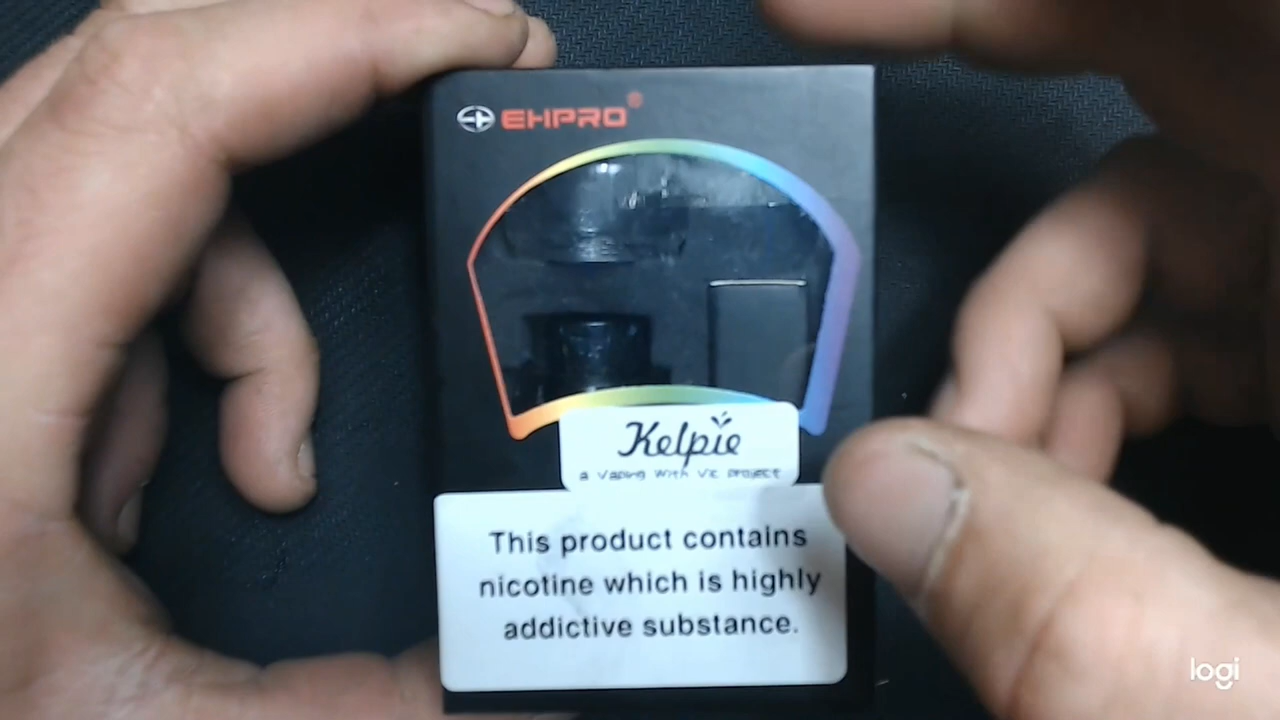 EHPRO®
Kelpie
a Vaping With Vic project
This product contains
nicotine which is highly
addictive substance.
logi